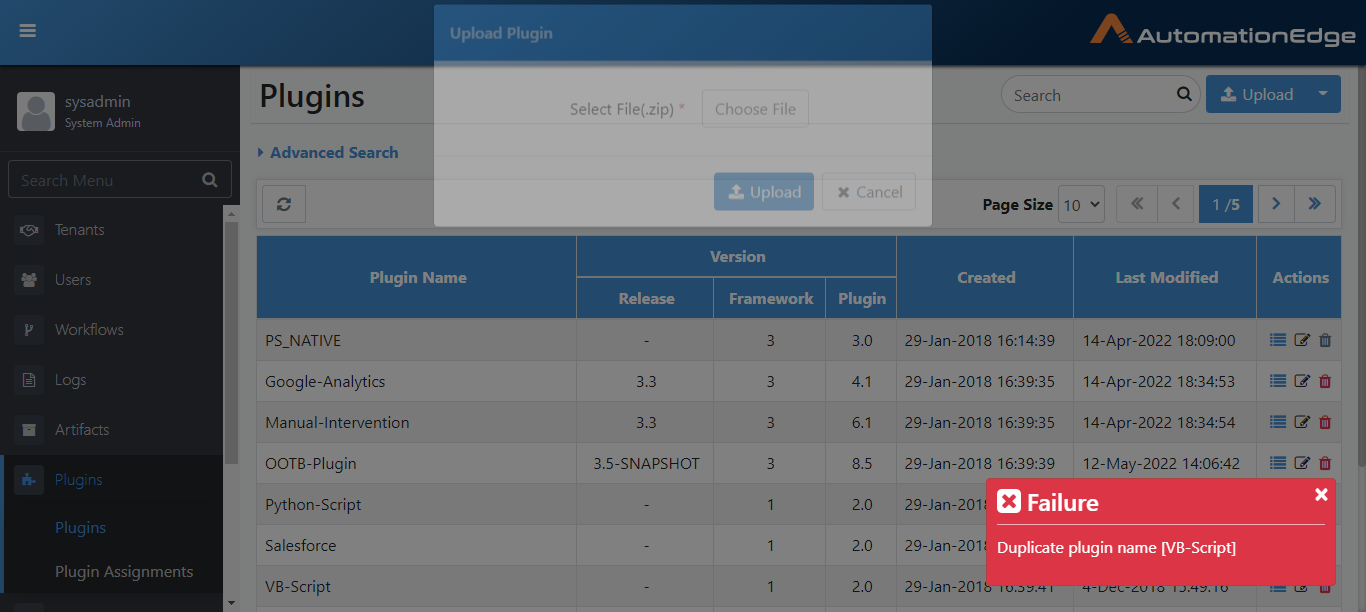 Upload Plugin
AutomationEdge
sysadmin
System Admin
Plugins
Select File(.zip) *
Choose File
Search
Upload
Advanced Search
Search Menu
Upload
Cancel
Page Size 10
1 /5
Tenants
Users
Workflows
Logs
Artifacts
Plugins
Plugins
Plugin Assignments
Plugin Name Version Created Last Modified Actions
Release Framework Plugin
PS_NATIVE - 3 3.0 29-Jan-2018 16:14:39 14-Apr-2022 18:09:00
Google-Analytics 3.3 3 4.1 29-Jan-2018 16:39:35 14-Apr-2022 18:34:53
Manual-Intervention 3.3 3 6.1 29-Jan-2018 16:39:35 14-Apr-2022 18:34:54
OOTB-Plugin 3.5-SNAPSHOT 3 8.5 29-Jan-2018 16:39:39 12-May-2022 14:06:42
Python-Script - 1 2.0 29-Jan-2018
Salesforce - 1 2.0 29-Jan-2018
VB-Script - 1 2.0 29-Jan-2018 16:39:41 4-Dec-2018 15:49:16
Failure
Duplicate plugin name [VB-Script]